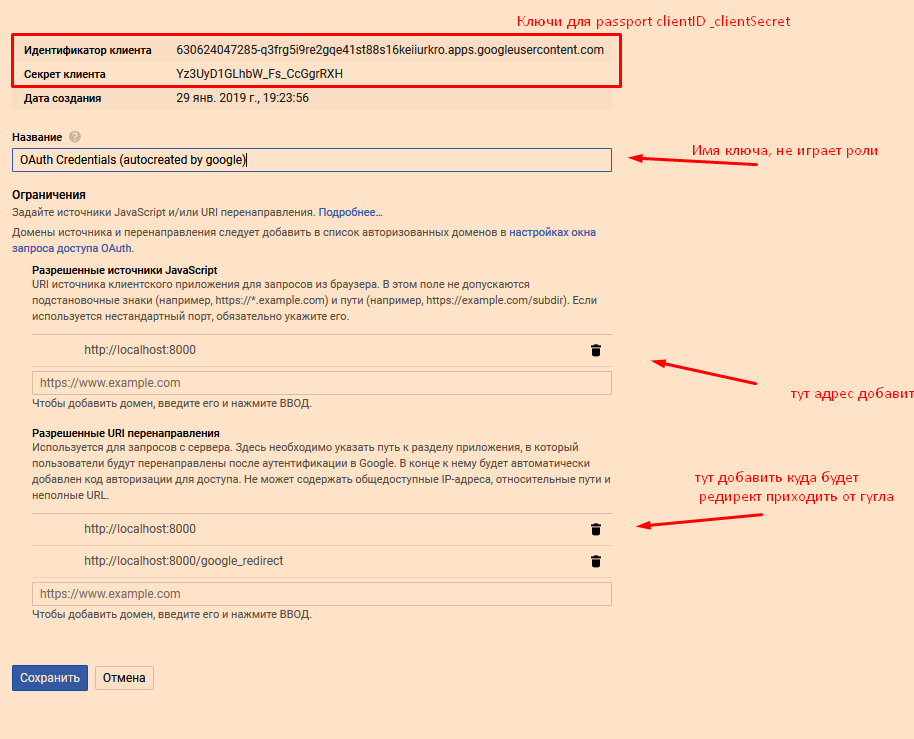 Ключи для passport clientID_clientSecret
Идентификатор клиента 630624047285-q3frg5i9re2gqe41st88s16keiiurkro.apps.googleusercontent.com
Секрет клиента Yz3UyD1GLhbW_Fs_CcGgrRXH
Дата создания 29 янв. 2019 г., 19:23:56
Название ?
OAuth Credentials (autocreated by google)
Имя ключа, не играет роли
Ограничения
Задайте источники JavaScript и/или URI перенаправления. Подробнее…
Домены источника и перенаправления следует добавить в список авторизованных доменов в настройках окна
запроса доступа OAuth.
Разрешенные источники JavaScript
URI источника клиентского приложения для запросов из браузера. В этом поле не допускаются
подстановочные знаки (например, https://*.example.com) и пути (например, https://example.com/subdir). Если
используется нестандартный порт, обязательно укажите его.
http://localhost:8000
https://www.example.com
тут адрес добавит
Чтобы добавить домен, введите его и нажмите ВВОД.
Разрешенные URI перенаправления
Используется для запросов с сервера. Здесь необходимо указать путь к разделу приложения, в который
пользователи будут перенаправлены после аутентификации в Google. В конце к нему будет автоматически
добавлен код авторизации для доступа. Не может содержать общедоступные IP-адреса, относительные пути и
неполные URL.
тут добавить куда будет
редирект приходить от гугла
http://localhost:8000
http://localhost:8000/google_redirect
https://www.example.com
Чтобы добавить домен, введите его и нажмите ВВОД.
Сохранить Отмена